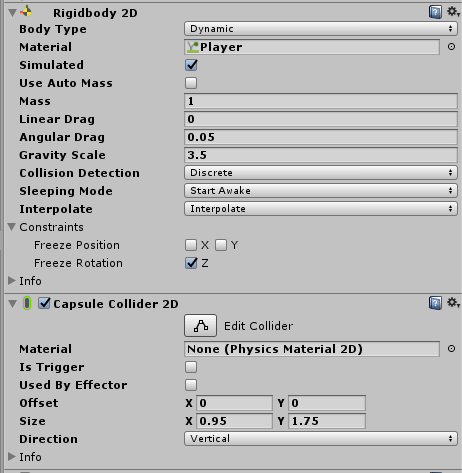 Rigidbody 2D
Body Type Dynamic
Material Player
Simulated
Use Auto Mass
Mass 1
Linear Drag 0
Angular Drag 0.05
Gravity Scale 3.5
Collision Detection Discrete
Sleeping Mode Start Awake
Interpolate Interpolate
Constraints
Freeze Position X Y
Freeze Rotation Z
Info
Capsule Collider 2D
Edit Collider
Material None (Physics Material 2D)
Is Trigger
Used By Effector
Offset X 0 Y 0
Size X 0.95 Y 1.75
Direction Vertical
Info